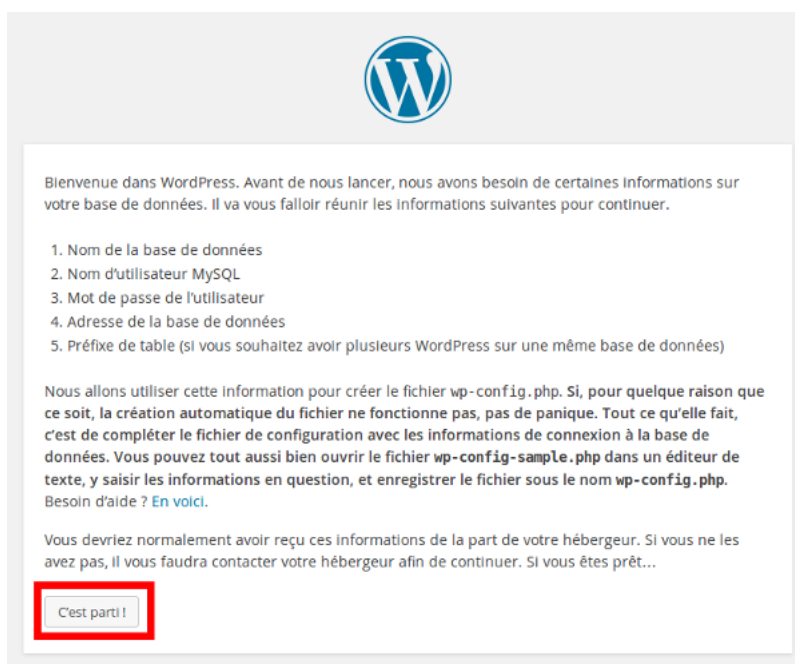 Bienvenue dans WordPress. Avant de nous lancer, nous avons besoin de certaines informations sur
votre base de données. Il va vous falloir réunir les informations suivantes pour continuer.
1. Nom de la base de données
2. Nom d'utilisateur MySQL
3. Mot de passe de l'utilisateur
4. Adresse de la base de données
5. Préfixe de table (si vous souhaitez avoir plusieurs WordPress sur une même base de données)
Nous allons utiliser cette information pour créer le fichier wp-config.php. Si, pour quelque raison que
ce soit, la création automatique du fichier ne fonctionne pas, pas de panique. Tout ce qu'elle fait,
c'est de compléter le fichier de configuration avec les informations de connexion à la base de
données. Vous pouvez tout aussi bien ouvrir le fichier wp-config-sample.php dans un éditeur de
texte, y saisir les informations en question, et enregistrer le fichier sous le nom wp-config.php.
Besoin d'aide ? En voici.
Vous devriez normalement avoir reçu ces informations de la part de votre hébergeur. Si vous ne les
avez pas, il vous faudra contacter votre hébergeur afin de continuer. Si vous êtes prêt…
C'est parti !